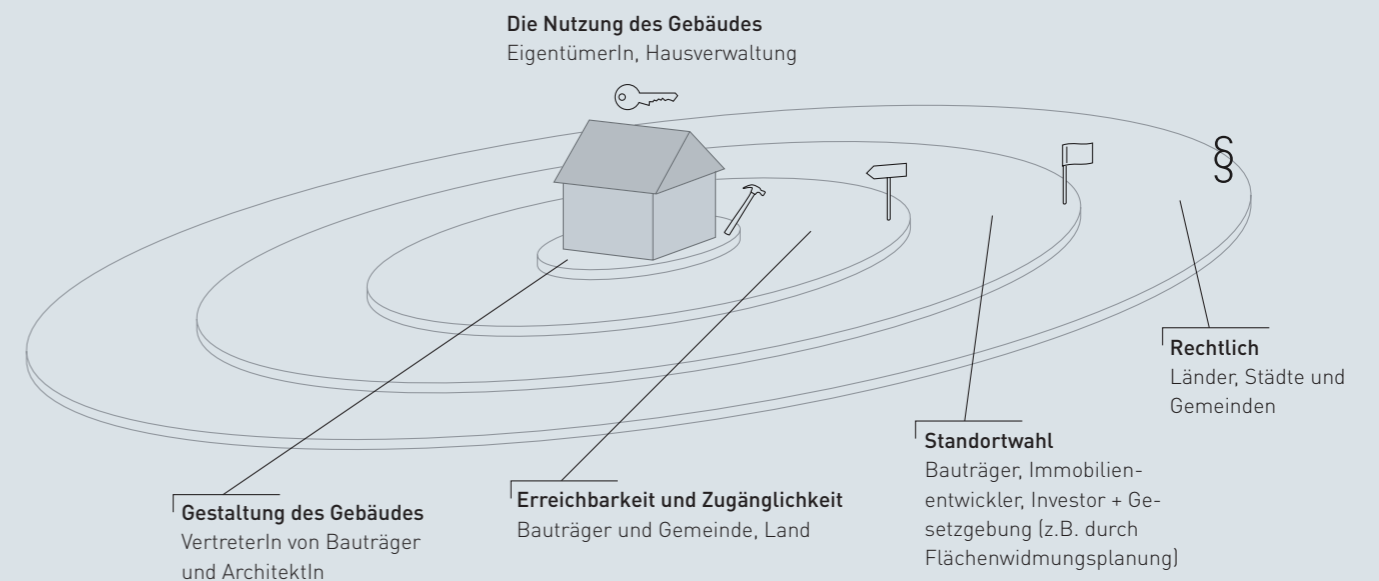 Die Nutzung des Gebäudes
EigentümerIn, Hausverwaltung
§
Rechtlich
Länder, Städte und
Gemeinden
Standortwahl
Bauträger, Immobilien-
entwickler, Investor + Ge-
setzgebung (z.B. durch
Flächenwidmungsplanung)
Erreichbarkeit und Zugänglichkeit
Bauträger und Gemeinde, Land
Gestaltung des Gebäudes
VertreterIn von Bauträger
und ArchitektIn